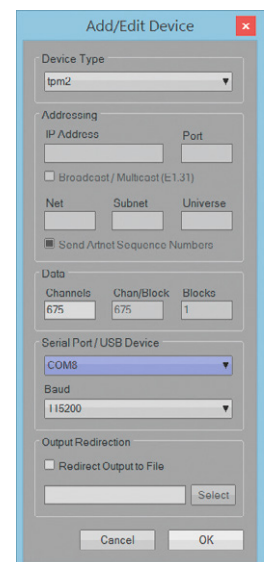 Add/Edit Device
×
Device Type
tpm2
Addressing
IP Address Port
Broadcast / Multicast (E1.31)
Net Subnet Universe
Send Artnet Sequence Numbers
Data
Channels Chan/Block Blocks
675 675 1
Serial Port / USB Device
COM8
Baud
115200
Output Redirection
Redirect Output to File
Select
Cancel OK